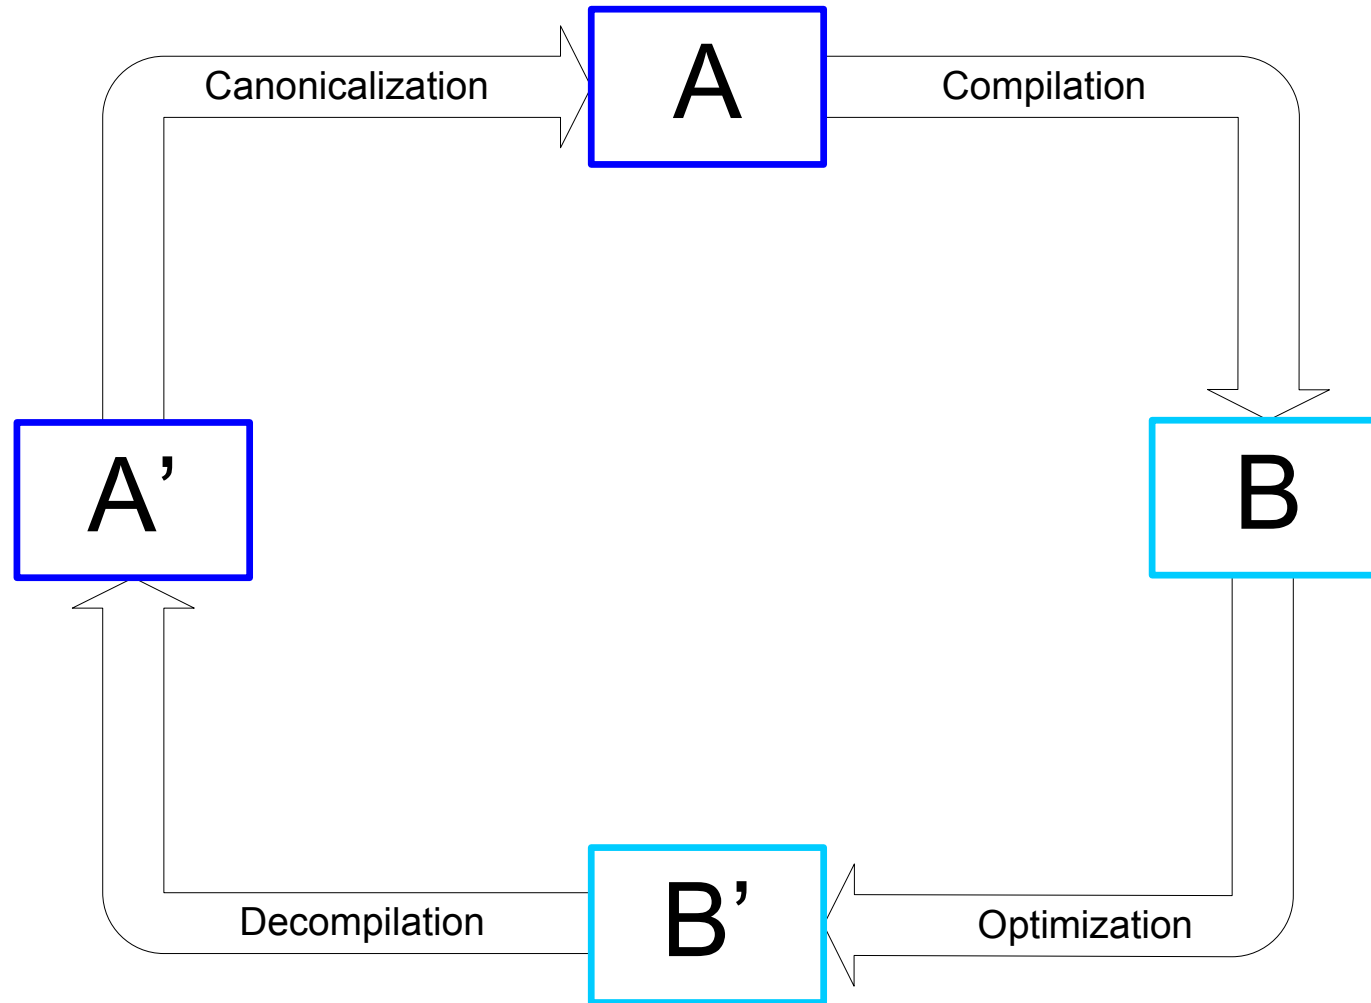 Canonicalization
A
Compilation
A’
B
Decompilation
B’
Optimization